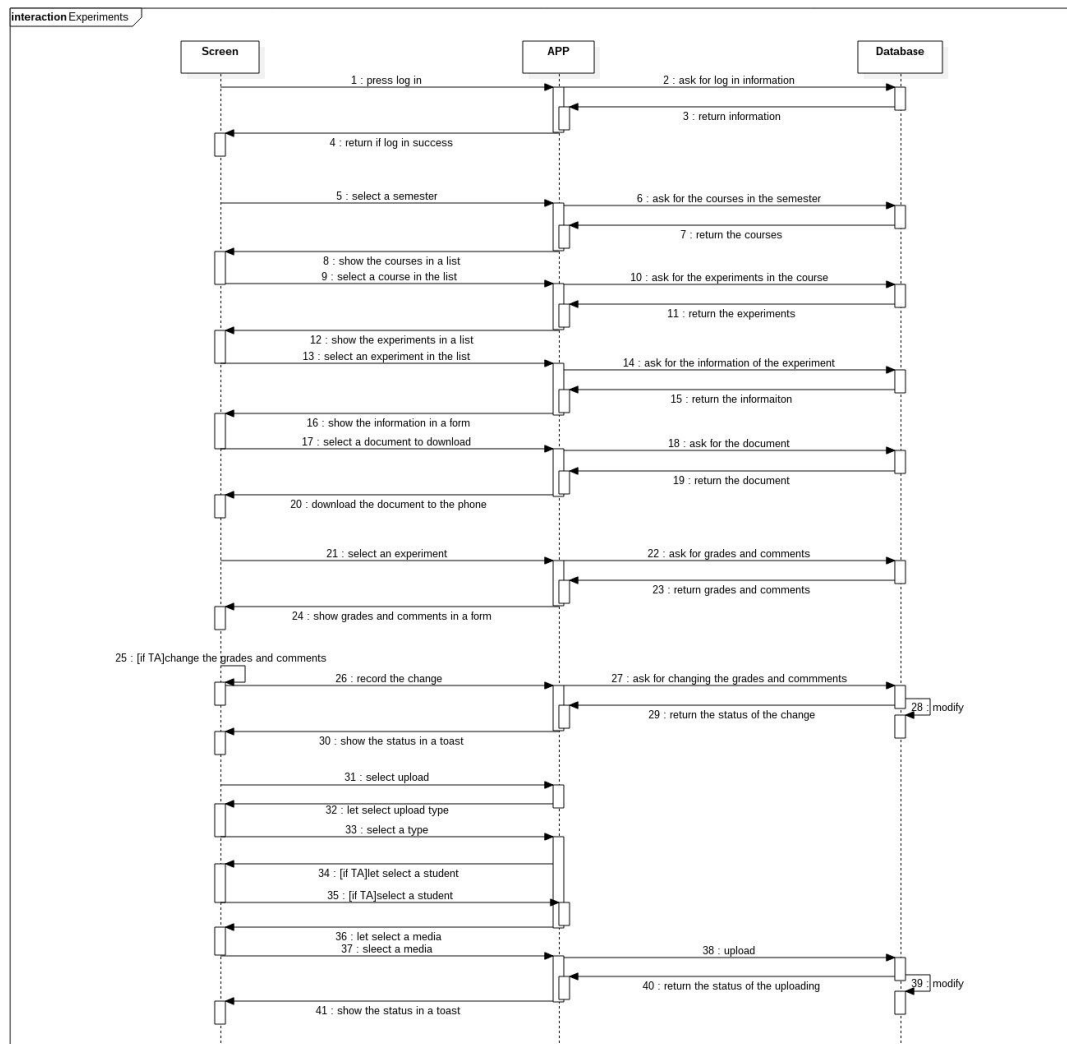 interaction Experiments
Screen
APP
Database
1 : press log in
2 : ask for log in information
3 : return information
4 : return if log in success
5 : select a semester
6 : ask for the courses in the semester
7 : return the courses
8 : show the courses in a list
9 : select a course in the list
10 : ask for the experiments in the course
11 : return the experiments
12 : show the experiments in a list
13 : select an experiment in the list
14 : ask for the information of the experiment
15 : return the informaiton
16 : show the information in a form
17 : select a document to download
18 : ask for the document
19 : return the document
20 : download the document to the phone
21 : select an experiment
22 : ask for grades and comments
23 : return grades and comments
24 : show grades and comments in a form
25 : [if TA]change the grades and comments
26 : record the change
27 : ask for changing the grades and commments
28 : modify
29 : return the status of the change
30 : show the status in a toast
31 : select upload
32 : let select upload type
33 : select a type
34 : [if TA]let select a student
35 : [if TA]select a student
36 : let select a media
37 : sleect a media
38 : upload
39 : modify
40 : return the status of the uploading
41 : show the status in a toast